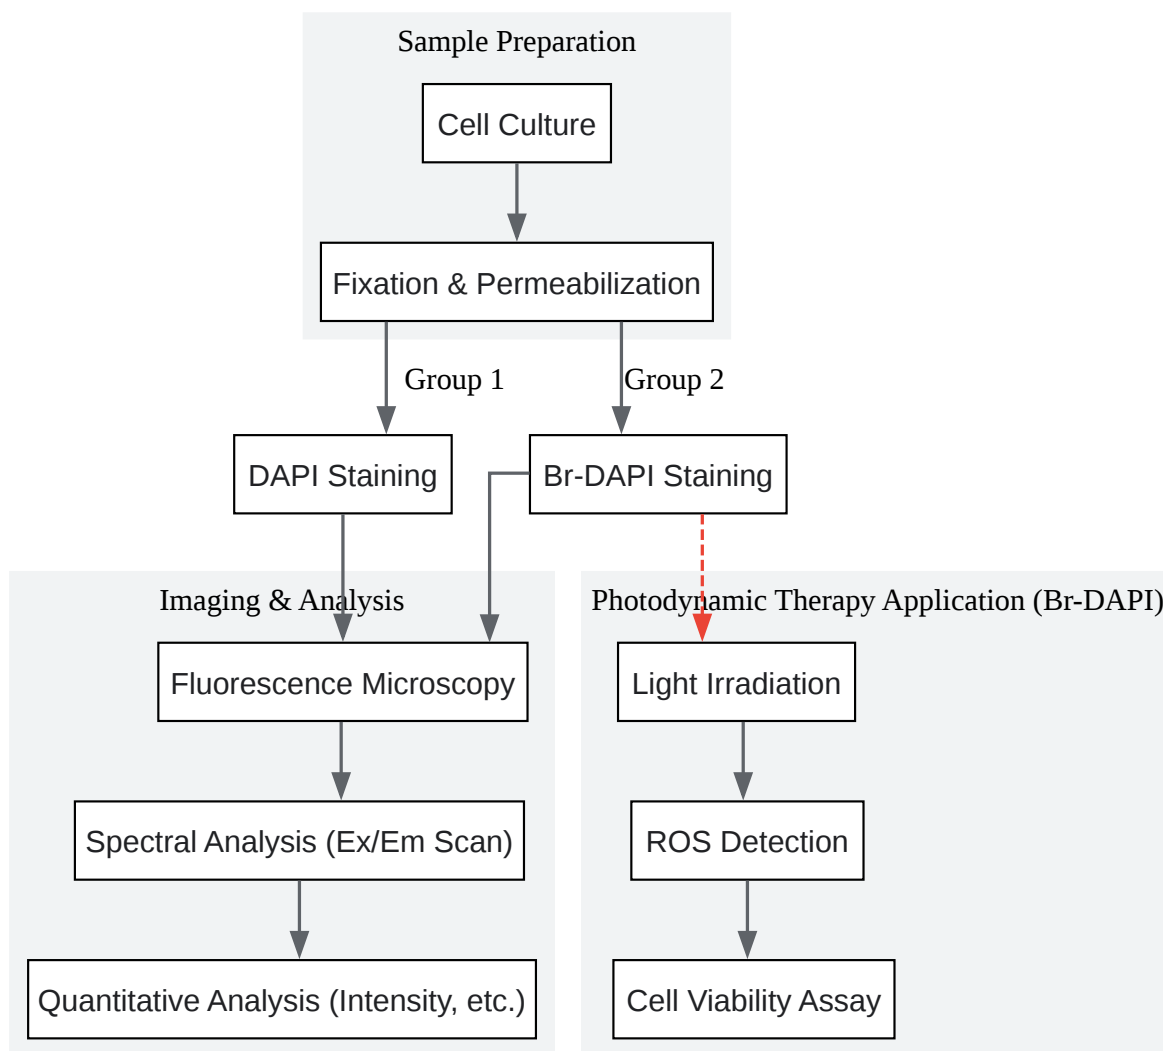 Sample Preparation
Cell Culture
Fixation & Permeabilization
Group 1
Group 2
DAPI Staining
Br-DAPI Staining
Imaging & Analysis
Fluorescence Microscopy
Spectral Analysis (Ex/Em Scan)
Quantitative Analysis (Intensity, etc.)
Photodynamic Therapy Application (Br-DAPI)
Light Irradiation
ROS Detection
Cell Viability Assay